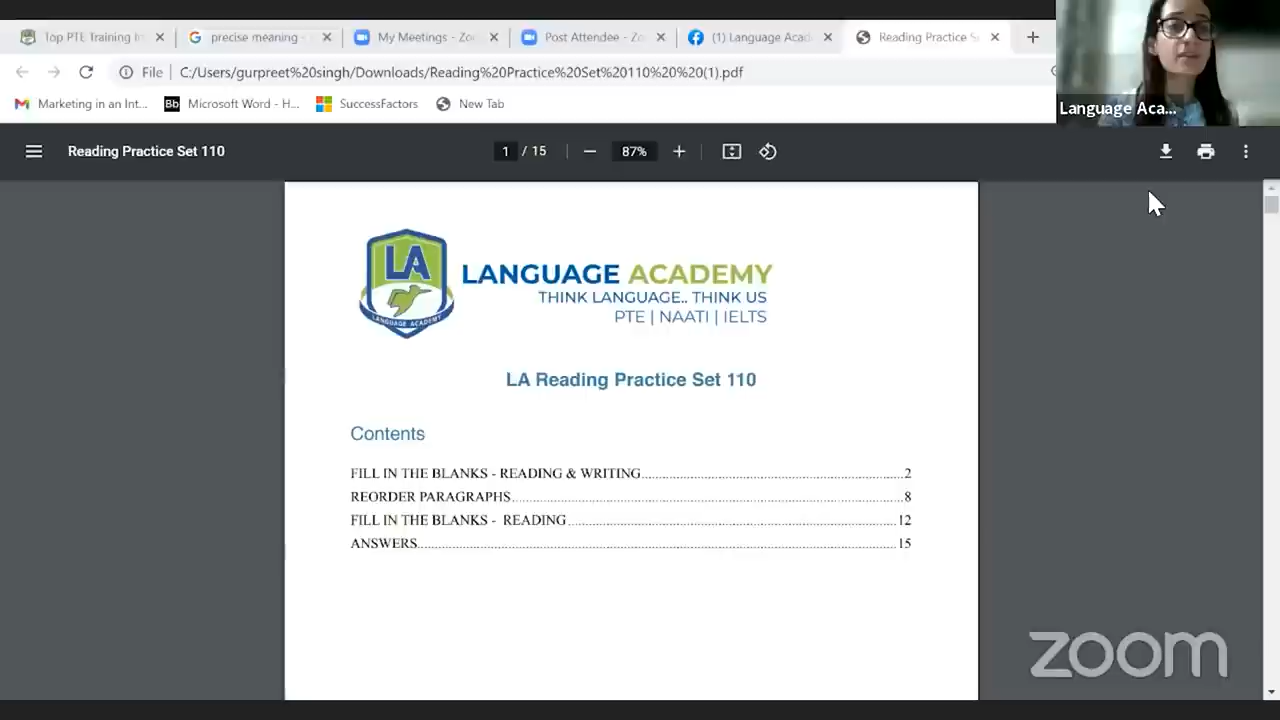 Top PTE Training In
precise meaning -
My Meetings - Zo
Post Attendee - Zo
(1) Language Acad
Reading Practice S
File
C:/Users/gurpreet%20singh/Downloads/Reading%20Practice%20Set%20110%20%20(1).pdf
Marketing in an Int...
Bb Microsoft Word - H...
SuccessFactors
New Tab
Language Aca...
Reading Practice Set 110
1 / 15
87%
LA
LANGUAGE ACADEMY
LANGUAGE ACADEMY
THINK LANGUAGE.. THINK US
PTE | NAATI | IELTS
LA Reading Practice Set 110
Contents
FILL IN THE BLANKS - READING & WRITING 2
REORDER PARAGRAPHS 8
FILL IN THE BLANKS - READING 12
ANSWERS 15
zoom